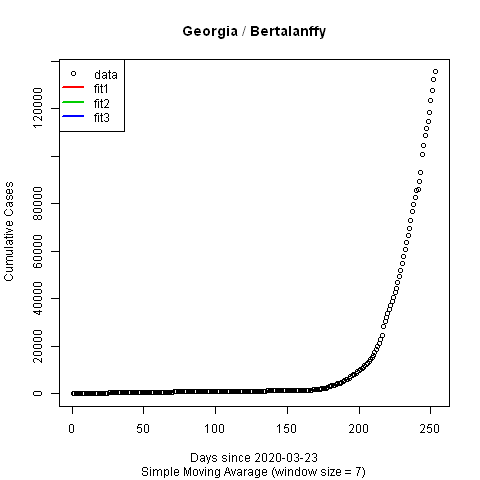 Georgia / Bertalanffy
data
fit1
fit2
fit3
Cumulative Cases
0
20000
40000
60000
80000
120000
0
50
100
150
200
250
Days since 2020-03-23
Simple Moving Avarage (window size = 7)